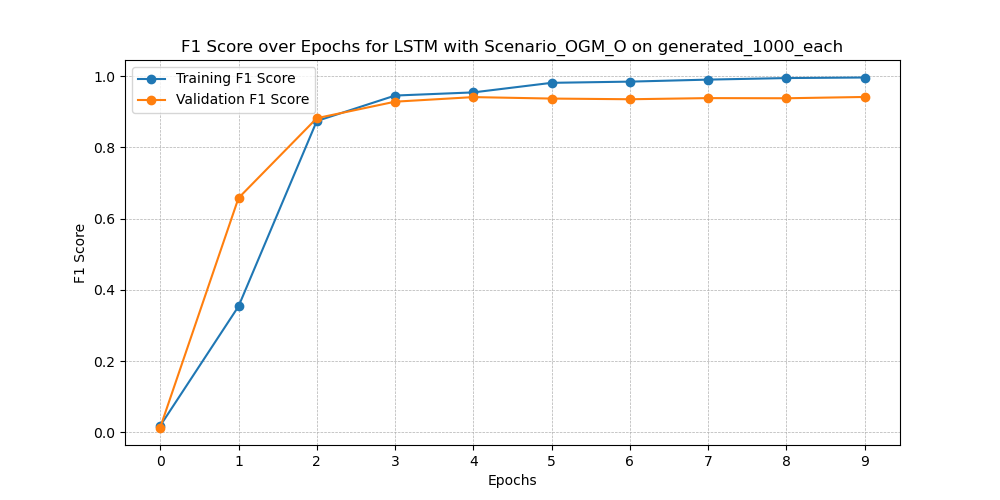 F1 Score over Epochs for LSTM with Scenario_OGM_O on generated_1000_each
Training F1 Score
Validation F1 Score
F1 Score
1.0
0.8
0.6
0.4
0.2
0.0
0 1 2 3 4 5 6 7 8 9
Epochs